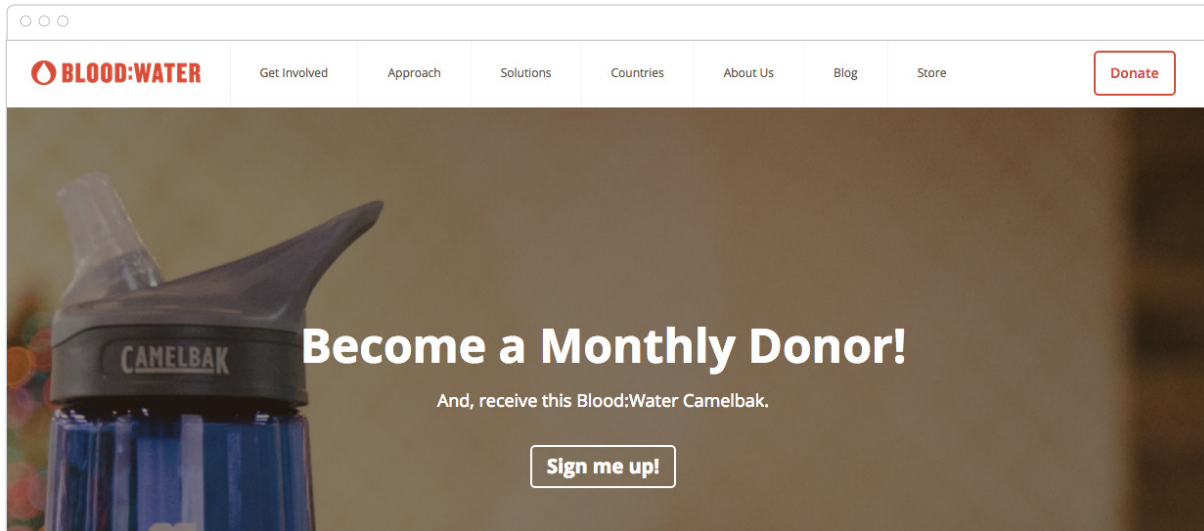 BLOOD:WATER
Get Involved
Approach
Solutions
Countries
About Us
Blog
Store
Donate
CAMELBAK
Become a Monthly Donor!
And, receive this Blood:Water Camelbak.
Sign me up!